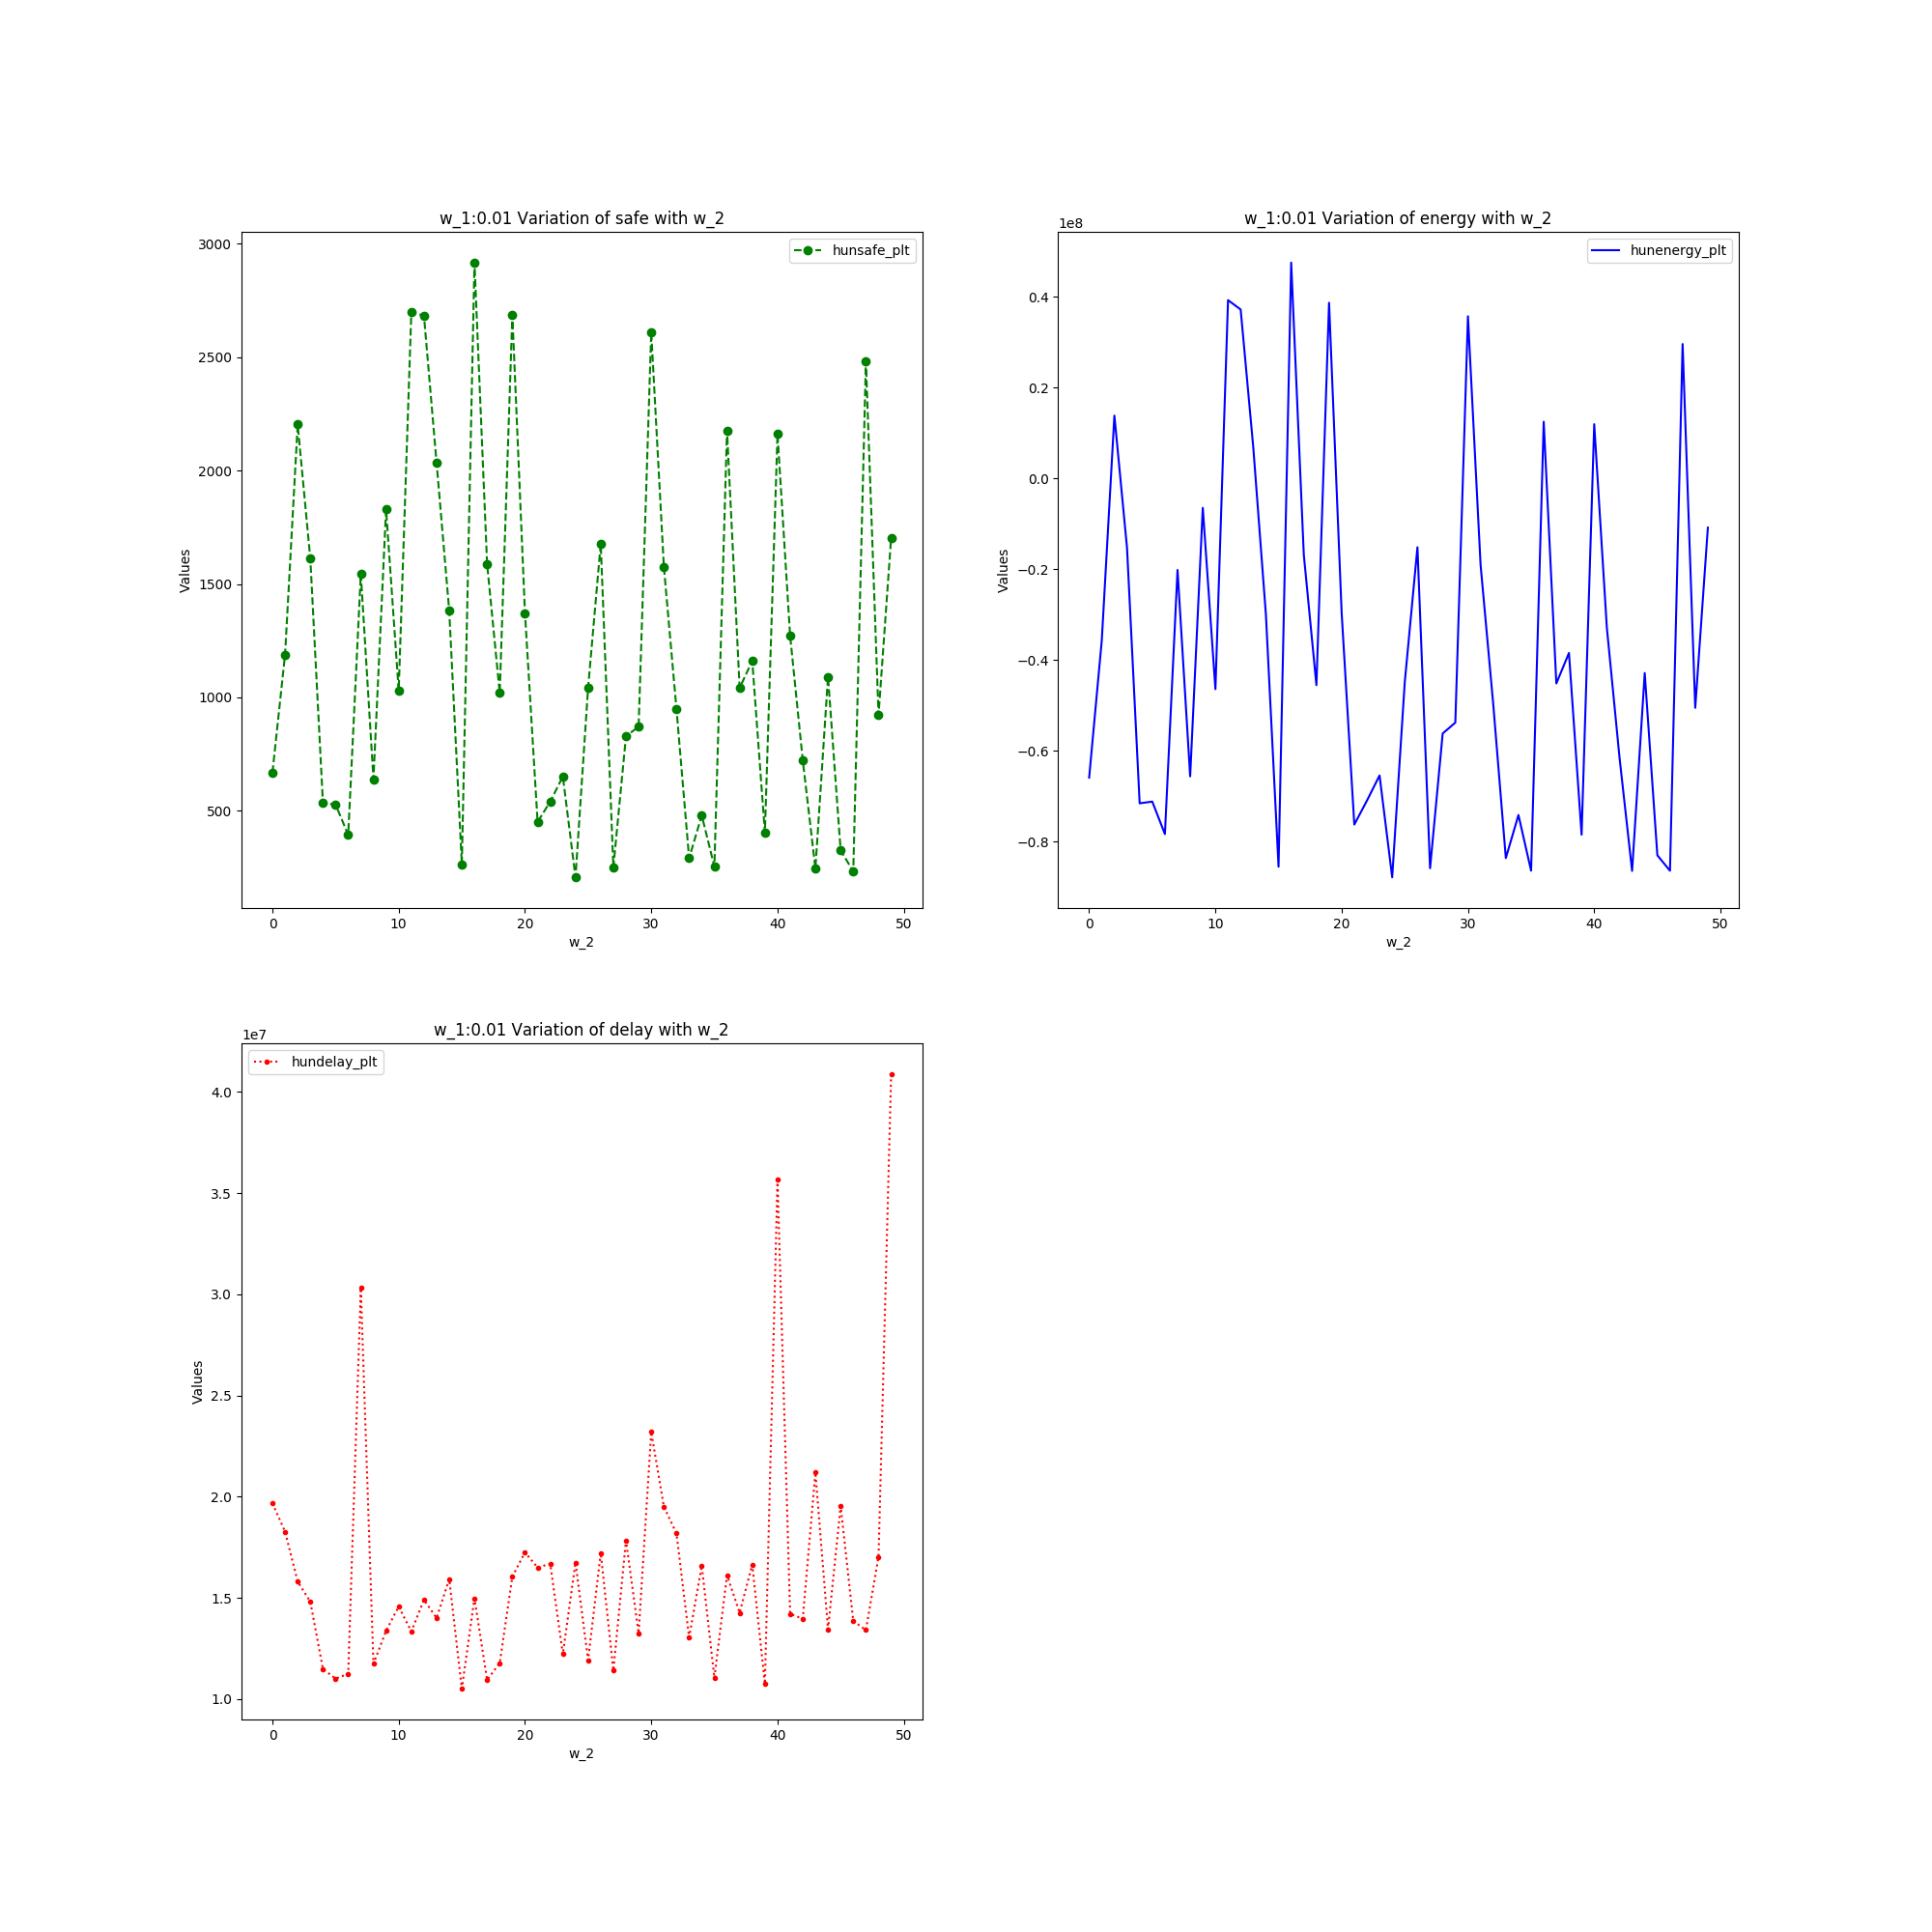 w_1:0.01 Variation of safe with w_2
hunsafe_plt
3000
2500
2000
1500
1000
500
Values
0 10 20 30 40 50
w_2
w_1:0.01 Variation of energy with w_2
1e8
hunenergy_plt
0.4
0.2
0.0
−0.2
−0.4
−0.6
−0.8
Values
0 10 20 30 40 50
w_2
w_1:0.01 Variation of delay with w_2
1e7
hundelay_plt
4.0
3.5
3.0
2.5
2.0
1.5
1.0
Values
0 10 20 30 40 50
w_2